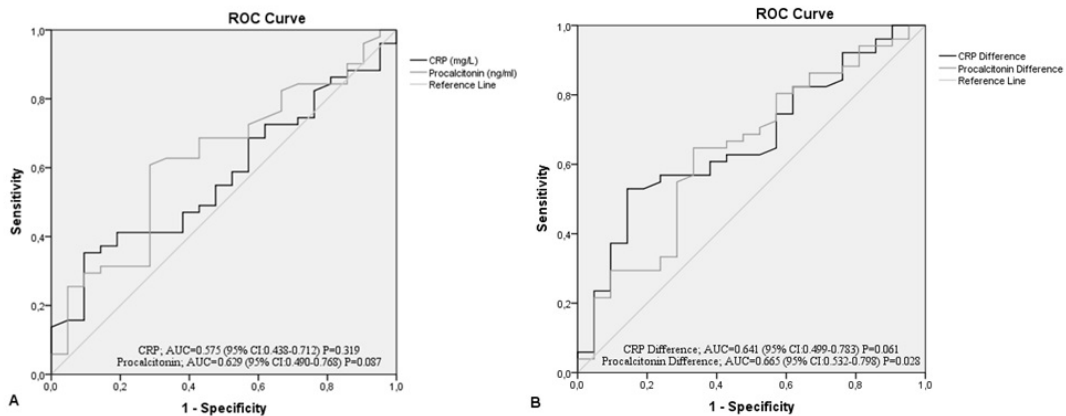 ROC Curve
1,0
0,8
0,6
0,4
0,2
0,0
Sensitivity
0,0 0,2 0,4 0,6 0,8 1,0
1 - Specificity
CRP (mg/L)
Procalcitonin (ng/ml)
Reference Line
CRP; AUC=0.575 (95% CI:0.438-0.712) P=0.319
Procalcitonin; AUC=0.629 (95% CI:0.490-0.768) P=0.087
A
ROC Curve
1,0
0,8
0,6
0,4
0,2
0,0
Sensitivity
0,0 0,2 0,4 0,6 0,8 1,0
1 - Specificity
CRP Difference
Procalcitonin Difference
Reference Line
CRP Difference; AUC=0.641 (95% CI:0.499-0.783) P=0.061
Procalcitonin Difference; AUC=0.665 (95% CI:0.532-0.798) P=0.028
B